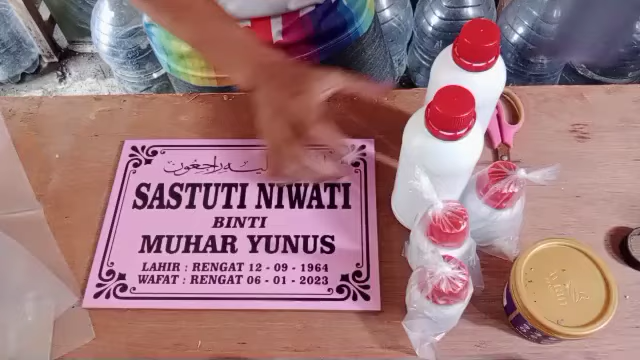 راجعون
SASTUTI NIWATI
BINTI
MUHAR YUNUS
LAHIR : RENGAT 12 - 09 - 1964
WAFAT : RENGAT 06 - 01 - 2023